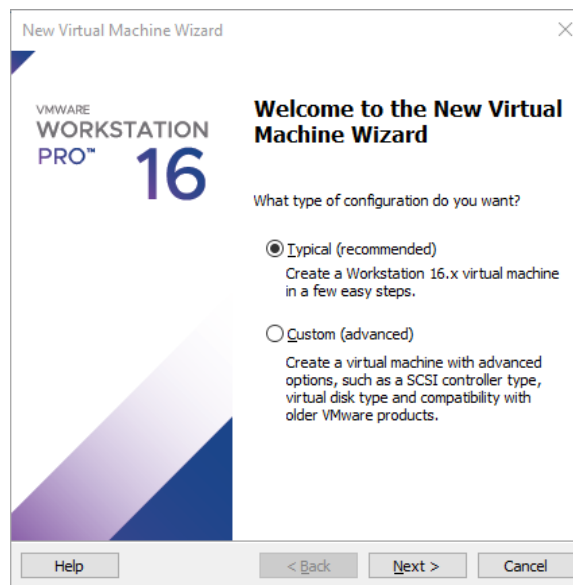 New Virtual Machine Wizard
VMWARE
WORKSTATION
PRO™
16
Welcome to the New Virtual
Machine Wizard
What type of configuration do you want?
Typical (recommended)
Create a Workstation 16.x virtual machine
in a few easy steps.
Custom (advanced)
Create a virtual machine with advanced
options, such as a SCSI controller type,
virtual disk type and compatibility with
older VMware products.
Help
< Back
Next >
Cancel